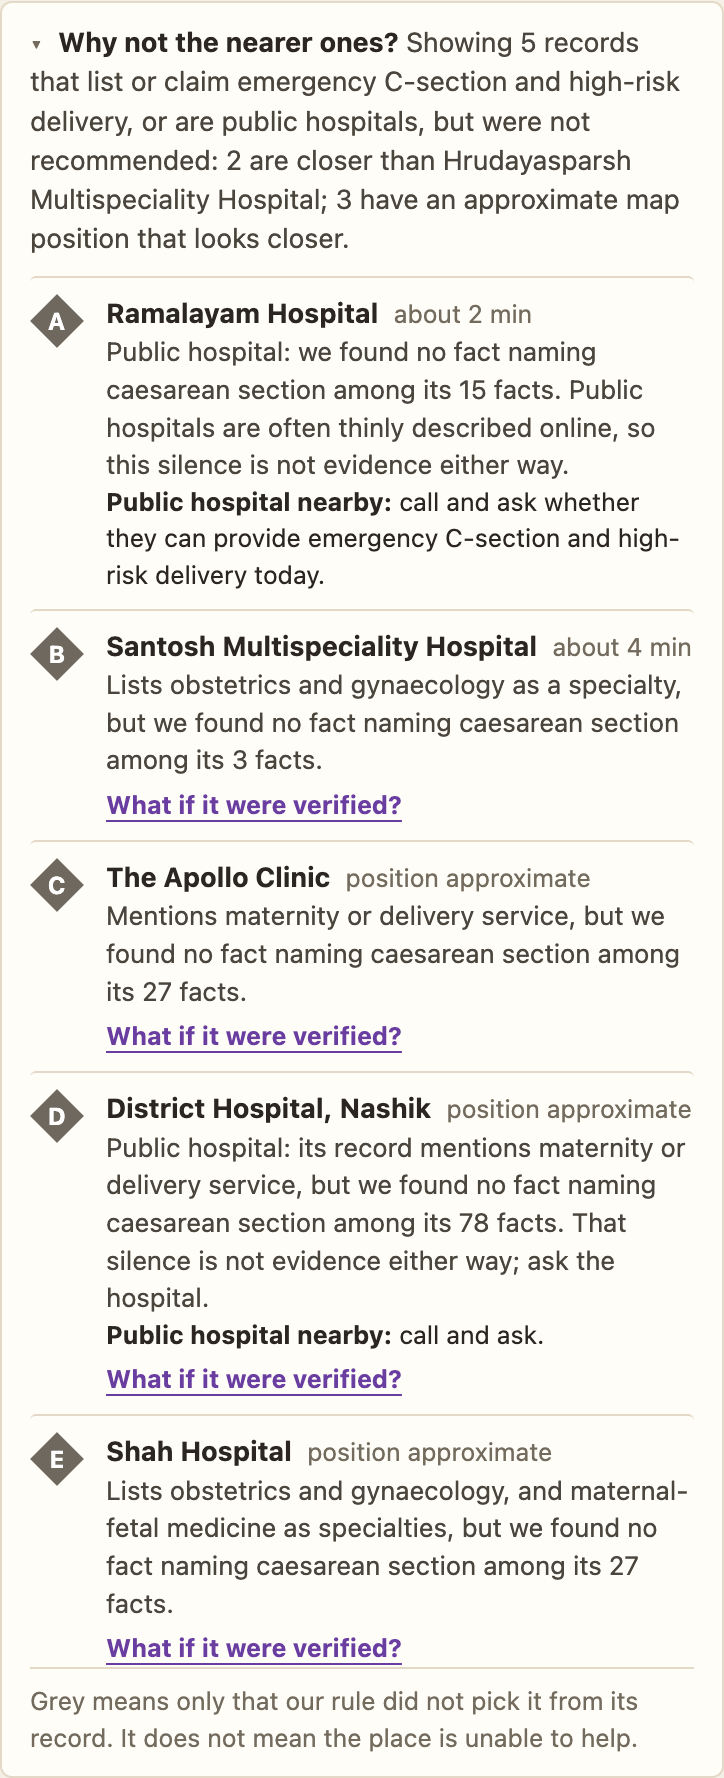 ▼ Why not the nearer ones? Showing 5 records
that list or claim emergency C-section and high-risk
delivery, or are public hospitals, but were not
recommended: 2 are closer than Hrudayasparsh
Multispeciality Hospital; 3 have an approximate map
position that looks closer.
A
Ramalayam Hospital about 2 min
Public hospital: we found no fact naming
caesarean section among its 15 facts. Public
hospitals are often thinly described online, so
this silence is not evidence either way.
Public hospital nearby: call and ask whether
they can provide emergency C-section and high-
risk delivery today.
B
Santosh Multispeciality Hospital about 4 min
Lists obstetrics and gynaecology as a specialty,
but we found no fact naming caesarean section
among its 3 facts.
What if it were verified?
C
The Apollo Clinic position approximate
Mentions maternity or delivery service, but we
found no fact naming caesarean section among
its 27 facts.
What if it were verified?
D
District Hospital, Nashik position approximate
Public hospital: its record mentions maternity or
delivery service, but we found no fact naming
caesarean section among its 78 facts. That
silence is not evidence either way; ask the
hospital.
Public hospital nearby: call and ask.
What if it were verified?
E
Shah Hospital position approximate
Lists obstetrics and gynaecology, and maternal-
fetal medicine as specialties, but we found no
fact naming caesarean section among its 27
facts.
What if it were verified?
Grey means only that our rule did not pick it from its
record. It does not mean the place is unable to help.